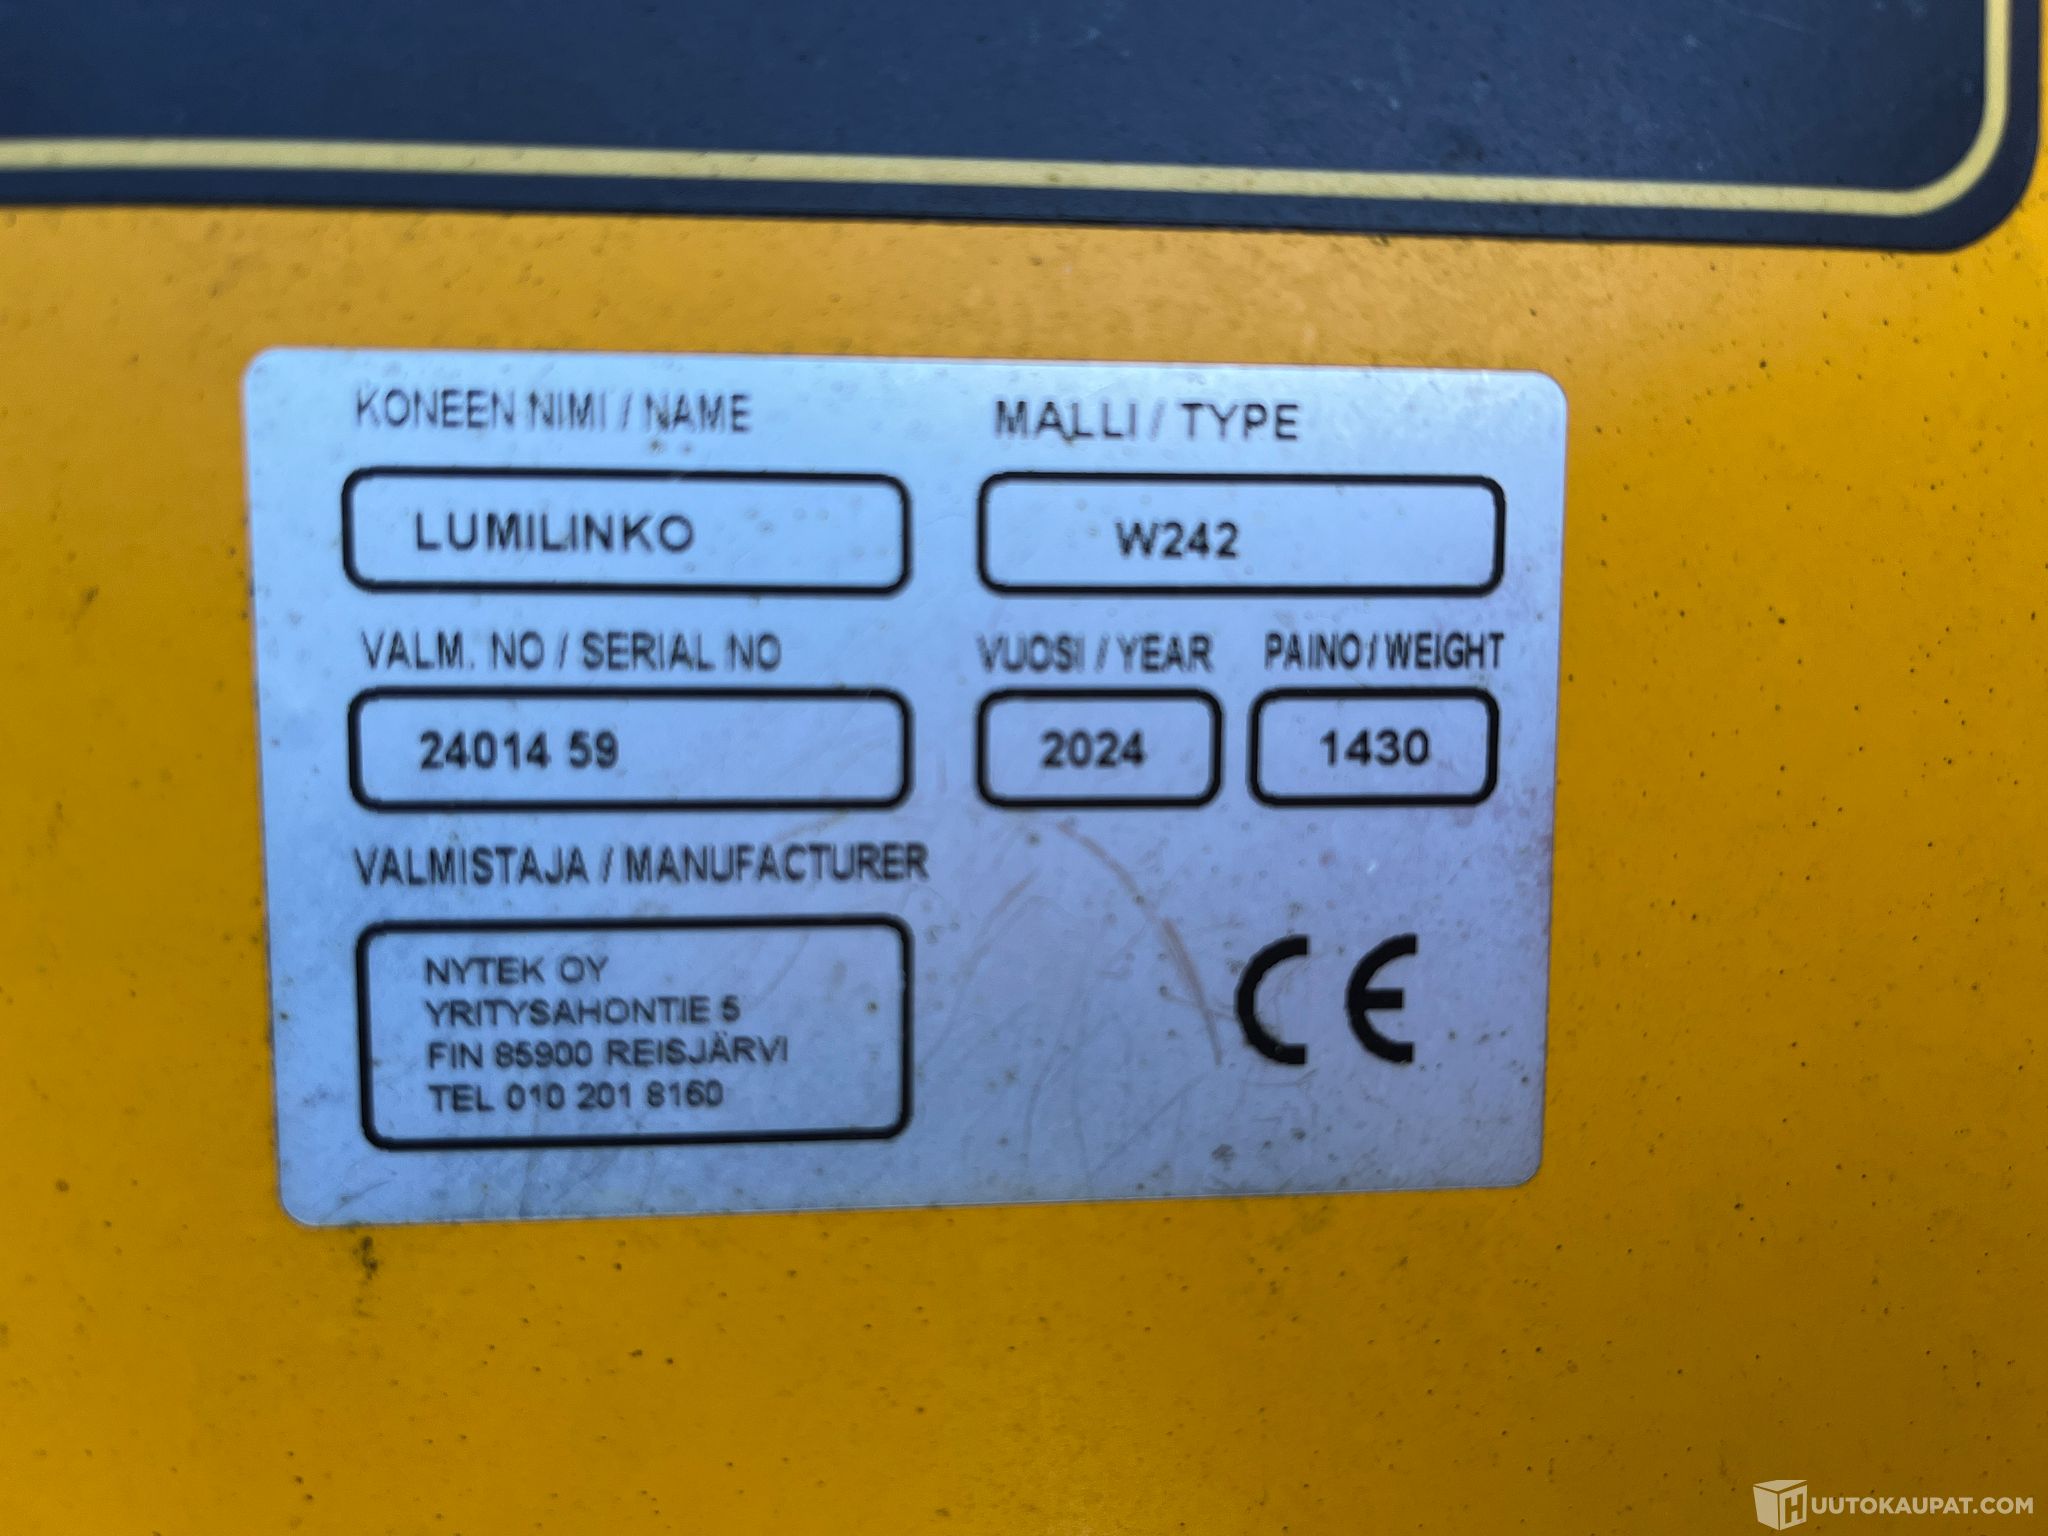 KONEEN NIMI / NAME
MALLI / TYPE
LUMILINKO
W242
VALM. NO / SERIAL NO
VUOSI / YEAR
PAINO / WEIGHT
24014 59
2024
1430
VALMISTAJA / MANUFACTURER
NYTEK OY
YRITYSAHONTIE 5
FIN 85900 REISJÄRVI
TEL 010 201 8160
CE
HUUTOKAUPAT.COM